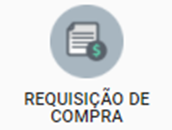 REQUISIÇÃO DE
COMPRA